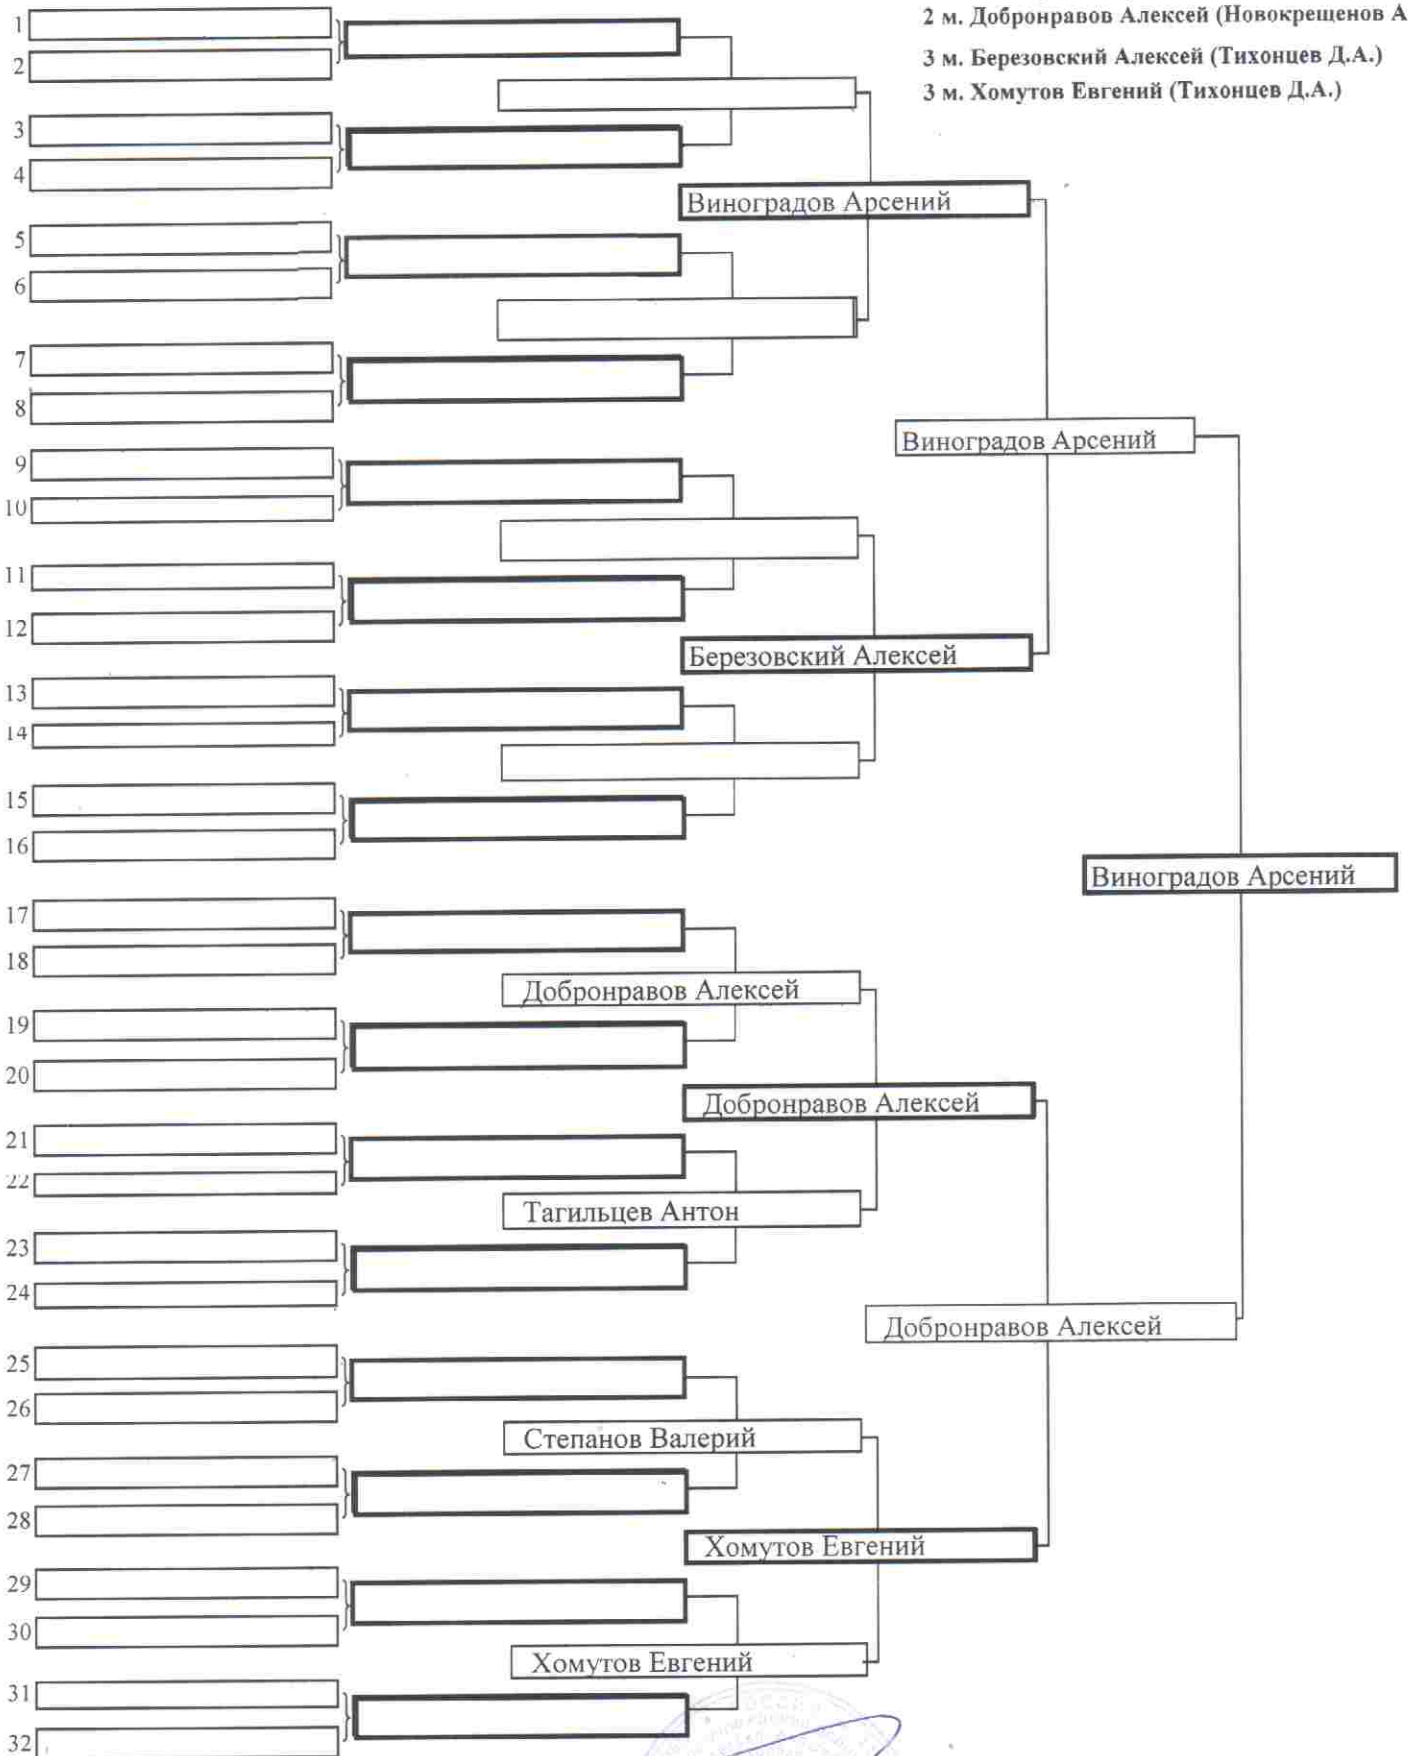 2 м. Добронравов Алексей (Новокрещенов А
3 м. Березовский Алексей (Тихонцев Д.А.)
3 м. Хомутов Евгений (Тихонцев Д.А.)
1
2
3
4
Виноградов Арсений
5
6
7
8
Виноградов Арсений
9
10
11
12
Березовский Алексей
13
14
15
16
Виноградов Арсений
17
18
Добронравов Алексей
19
20
Добронравов Алексей
21
22
Тагильцев Антон
23
24
Добронравов Алексей
25
26
Степанов Валерий
27
28
Хомутов Евгений
29
30
Хомутов Евгений
31
32